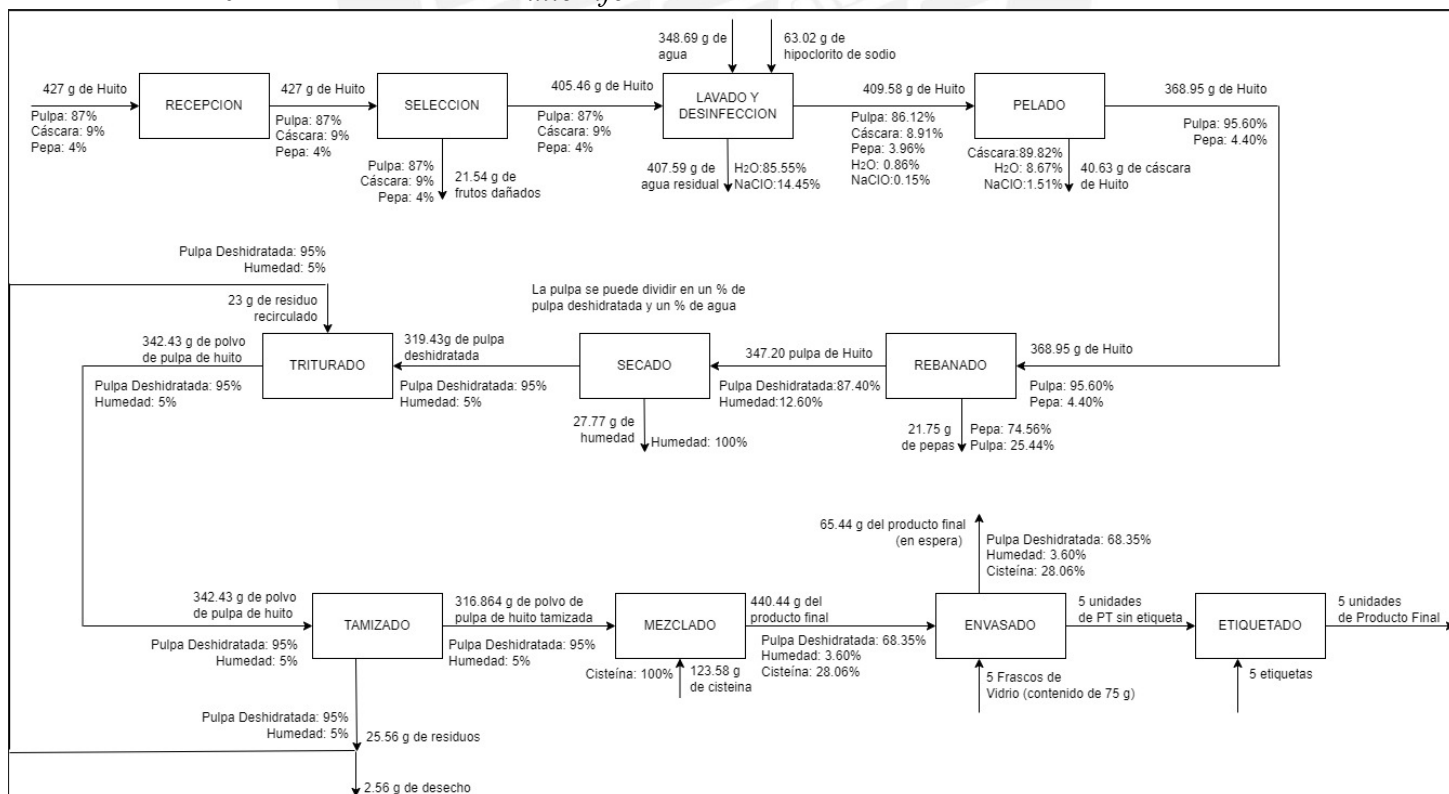 348.69 g de
agua
63.02 g de
hipoclorito de sodio
427 g de Huito
RECEPCION
Pulpa: 87%
Cáscara: 9%
Pepa: 4%
427 g de Huito
Pulpa: 87%
Cáscara: 9%
Pepa: 4%
SELECCION
Pulpa: 87%
Cáscara: 9%
Pepa: 4%
21.54 g de
frutos dañados
405.46 g de Huito
Pulpa: 87%
Cáscara: 9%
Pepa: 4%
LAVADO Y
DESINFECCION
407.59 g de
agua residual
H2O:85.55%
NaClO:14.45%
409.58 g de Huito
Pulpa: 86.12%
Cáscara: 8.91%
Pepa: 3.96%
H2O: 0.86%
NaClO:0.15%
PELADO
Cáscara:89.82%
H2O: 8.67%
NaClO:1.51%
40.63 g de cáscara
de Huito
368.95 g de Huito
Pulpa: 95.60%
Pepa: 4.40%
Pulpa Deshidratada: 95%
Humedad: 5%
23 g de residuo
recirculado
La pulpa se puede dividir en un % de
pulpa deshidratada y un % de agua
342.43 g de polvo
de pulpa de huito
Pulpa Deshidratada: 95%
Humedad: 5%
TRITURADO
319.43g de pulpa
deshidratada
Pulpa Deshidratada: 95%
Humedad: 5%
SECADO
27.77 g de
humedad
Humedad: 100%
347.20 pulpa de Huito
Pulpa Deshidratada:87.40%
Humedad:12.60%
REBANADO
21.75 g
de pepas
Pepa: 74.56%
Pulpa: 25.44%
368.95 g de Huito
Pulpa: 95.60%
Pepa: 4.40%
342.43 g de polvo
de pulpa de huito
Pulpa Deshidratada: 95%
Humedad: 5%
TAMIZADO
Pulpa Deshidratada: 95%
Humedad: 5%
25.56 g de residuos
2.56 g de desecho
316.864 g de polvo de
pulpa de huito tamizada
Pulpa Deshidratada: 95%
Humedad: 5%
MEZCLADO
Cisteína: 100%
123.58 g
de cisteina
440.44 g del
producto final
Pulpa Deshidratada: 68.35%
Humedad: 3.60%
Cisteína: 28.06%
65.44 g del producto final
(en espera)
Pulpa Deshidratada: 68.35%
Humedad: 3.60%
Cisteína: 28.06%
ENVASADO
5 Frascos de
Vidrio (contenido de 75 g)
5 unidades
de PT sin etiqueta
ETIQUETADO
5 etiquetas
5 unidades
de Producto Final